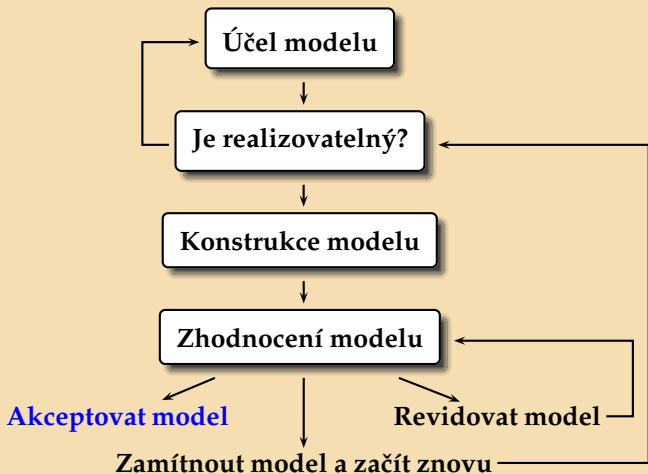 Účel modelu
Je realizovatelný?
Konstrukce modelu
Zhodnocení modelu
Akceptovat model
Revidovat model
Zamítnout model a začít znovu